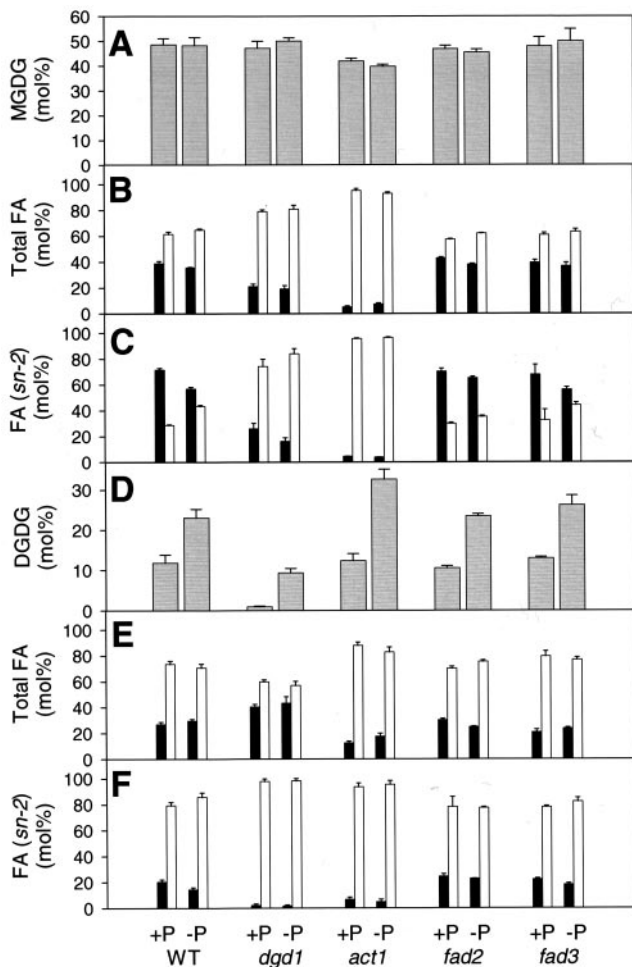 A
MGDG
(mol%)
60
50
40
30
20
10
0
B
Total FA
(mol%)
100
80
60
40
20
0
C
FA (sn-2)
(mol%)
100
80
60
40
20
0
D
DGDG
(mol%)
30
20
10
0
E
Total FA
(mol%)
100
80
60
40
20
0
F
FA (sn-2)
(mol%)
100
80
60
40
20
0
+P -P +P -P +P -P +P -P +P -P
WT dgd1 act1 fad2 fad3